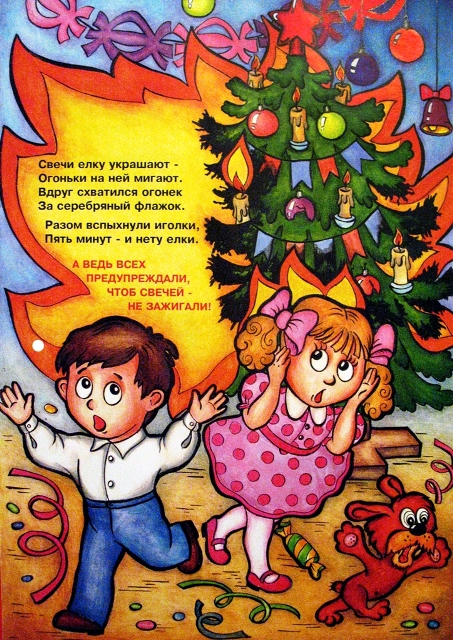 Свечи елку украшают -
Огоньки на ней мигают.
Вдруг схватился огонек
За серебряный флажок.
Разом вспыхнули иголки,
Пять минут - и нету елки.
А ВЕДЬ ВСЕХ
ПРЕДУПРЕЖДАЛИ,
ЧТОБ СВЕЧЕЙ -
НЕ ЗАЖИГАЛИ!